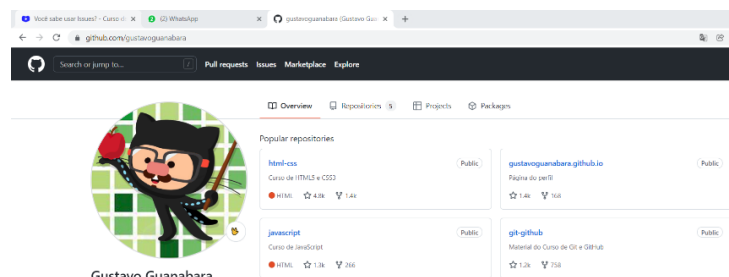 Você sabe usar Issues? - Curso d
(2) WhatsApp
gustavoguanabara (Gustavo Gua
github.com/gustavoguanabara
Search or jump to...
/
Pull requests Issues Marketplace Explore
Overview Repositories 5 Projects Packages
Popular repositories
html-css Public
Curso de HTML5 e CSS3
HTML 4.8k 1.4k
gustavoguanabara.github.io Public
Página do perfil
1.4k 168
javascript Public
Curso de JavaScript
HTML 1.3k 266
git-github Public
Material do Curso de Git e GitHub
1.2k 758
Gustavo Guanabara